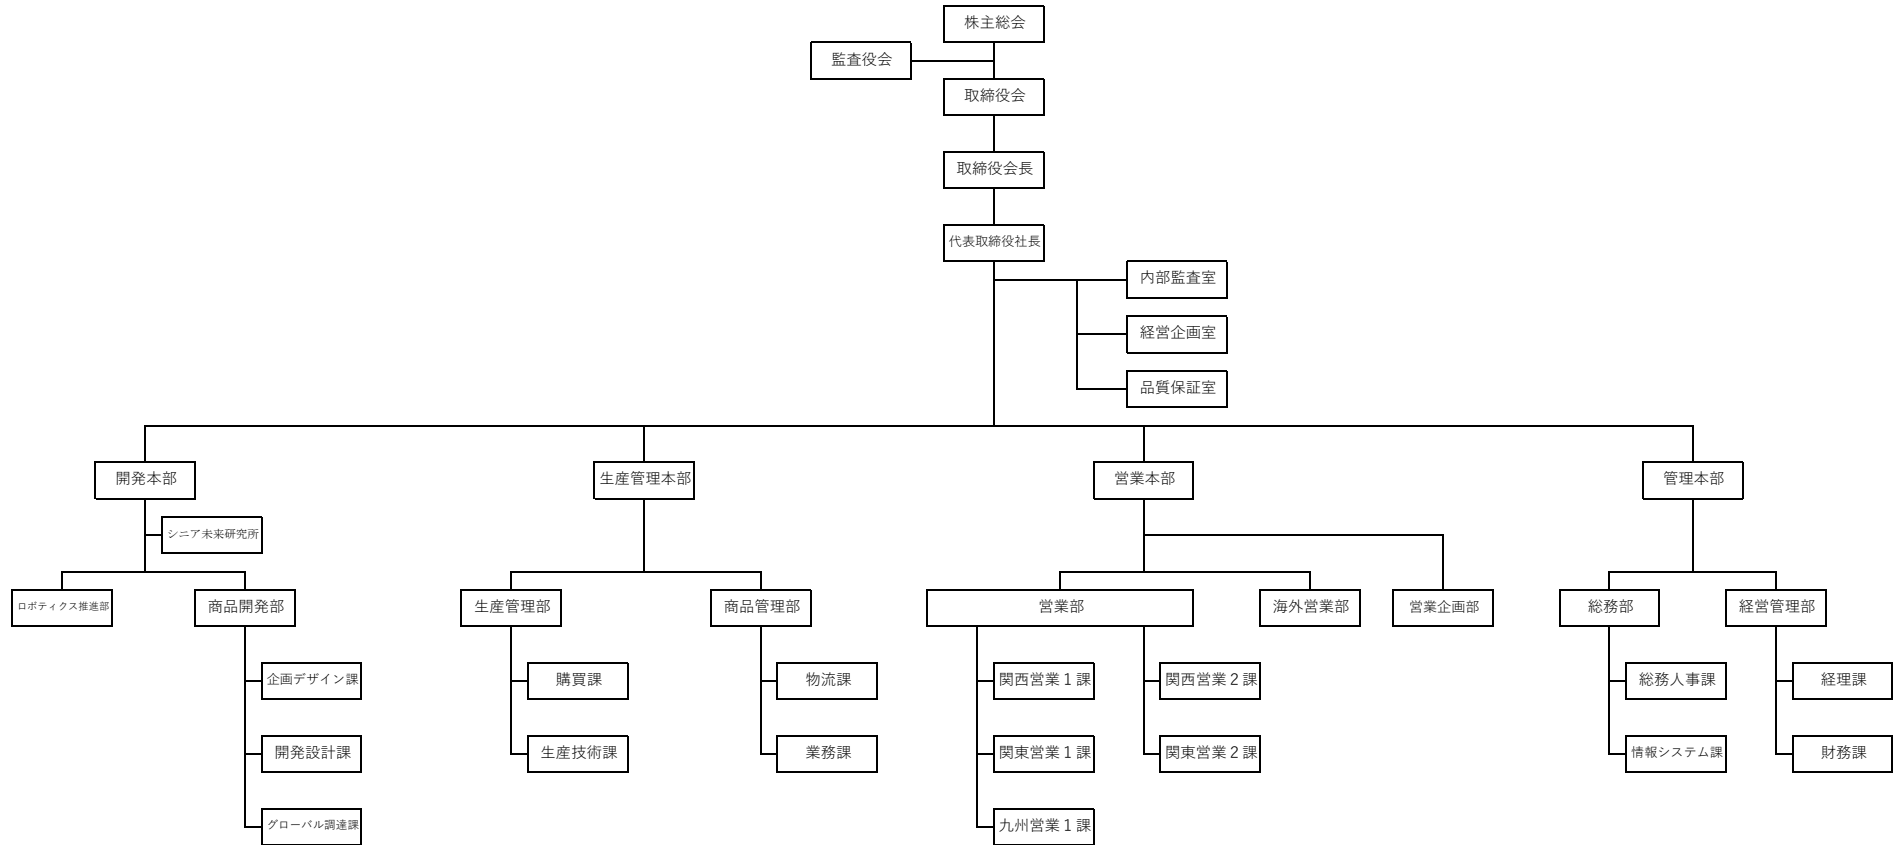 株主総会
監査役会
取締役会
取締役会長
代表取締役社長
内部監査室
経営企画室
品質保証室
開発本部
生産管理本部
営業本部
管理本部
シニア未来研究所
ロボティクス推進部
商品開発部
生産管理部
商品管理部
営業部
海外営業部
営業企画部
総務部
経営管理部
企画デザイン課
購買課
物流課
関西営業1課
関西営業2課
総務人事課
経理課
開発設計課
生産技術課
業務課
関東営業1課
関東営業2課
情報システム課
財務課
グローバル調達課
九州営業1課